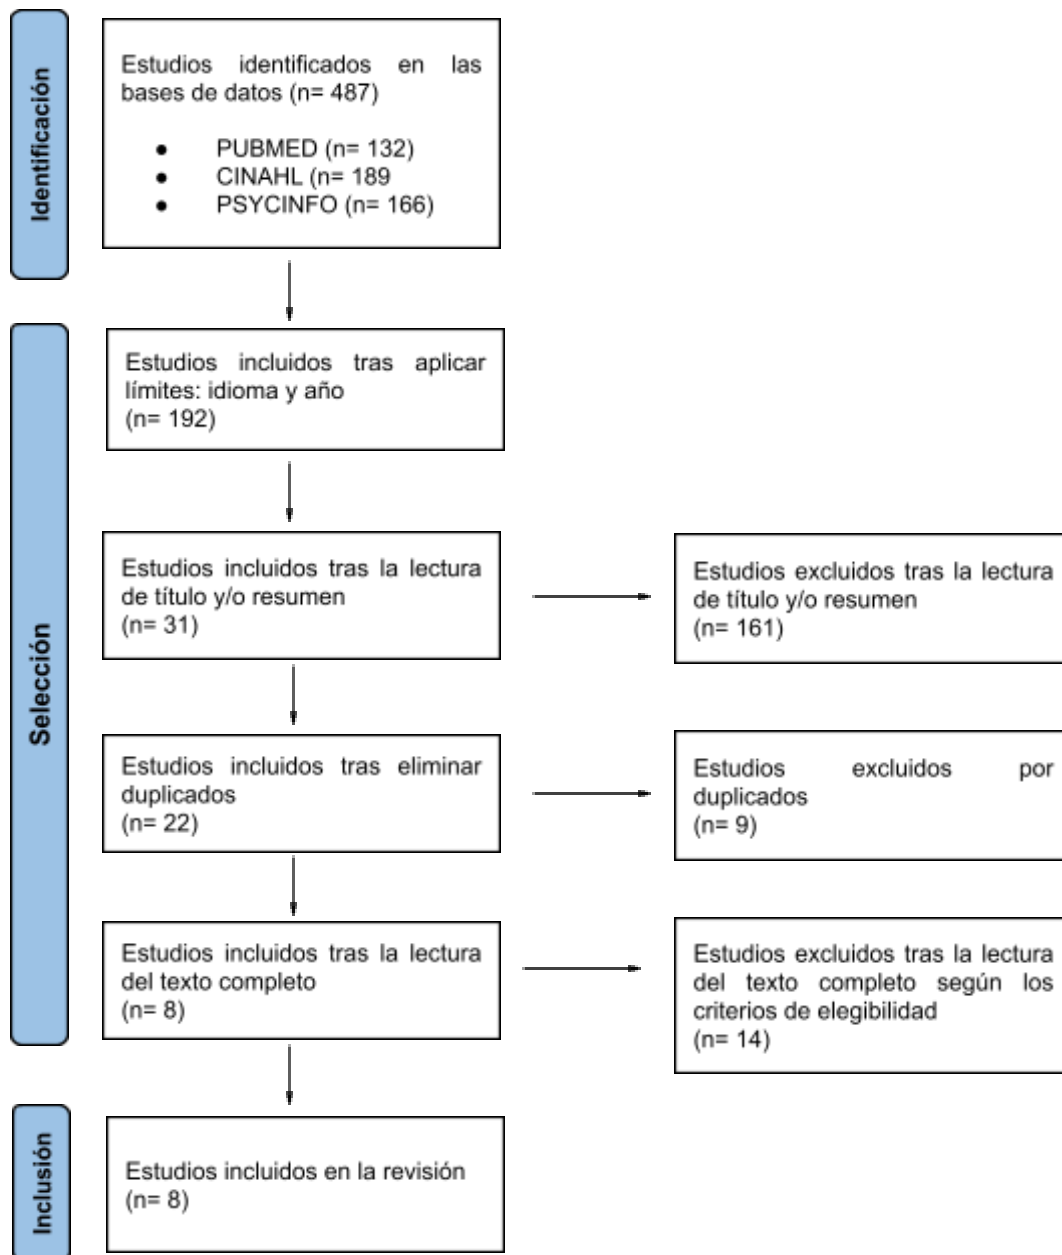 Identificación
Estudios identificados en las
bases de datos (n= 487)
● PUBMED (n= 132)
● CINAHL (n= 189
● PSYCINFO (n= 166)
Selección
Estudios incluidos tras aplicar
límites: idioma y año
(n= 192)
Estudios incluidos tras la lectura
de título y/o resumen
(n= 31)
Estudios excluidos tras la lectura
de título y/o resumen
(n= 161)
Estudios incluidos tras eliminar
duplicados
(n= 22)
Estudios excluidos por
duplicados
(n= 9)
Estudios incluidos tras la lectura
del texto completo
(n= 8)
Estudios excluidos tras la lectura
del texto completo según los
criterios de elegibilidad
(n= 14)
Inclusión
Estudios incluidos en la revisión
(n= 8)